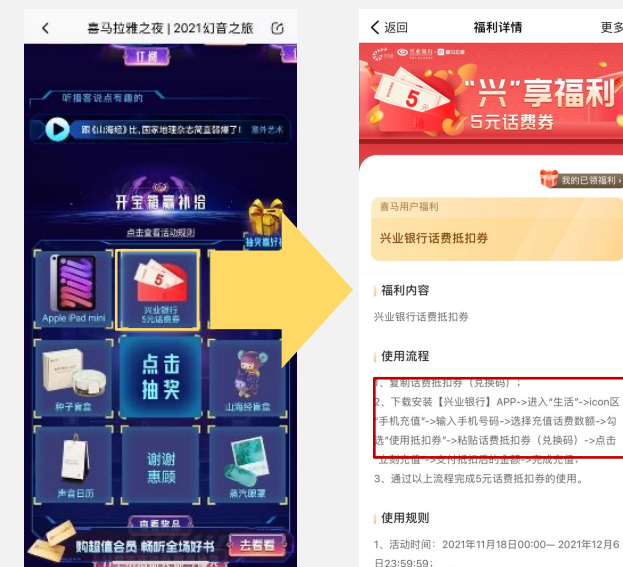 喜马拉雅之夜 | 2021幻音之旅
订阅
听播客说点有趣的
跟《山海经》比,国家地理杂志简直弱爆了! 意外艺术
开宝箱赢补给
点击查看活动规则
抽奖赢好
Apple iPad mini
兴业银行
5元话费券
种子盲盒
点击
抽奖
山海经盲盒
声音日历
谢谢
惠顾
蒸汽眼罩
查看奖品
购超值会员 畅听全场好书
去看看
返回
福利详情
更多
兴业银行
“兴”享福利
5元话费券
我的已领福利 ›
喜马用户福利
兴业银行话费抵扣券
福利内容
兴业银行话费抵扣券
使用流程
1、复制话费抵扣券(兑换码);
2、下载安装【兴业银行】APP->进入“生活”->icon区
“手机充值”->输入手机号码->选择充值话费数额->勾
选“使用抵扣券”->粘贴话费抵扣券(兑换码)->点击
“立刻充值”->支付抵扣后的金额->完成充值;
3、通过以上流程完成5元话费抵扣券的使用。
使用规则
1、活动时间:2021年11月18日00:00— 2021年12月6
日23:59:59;